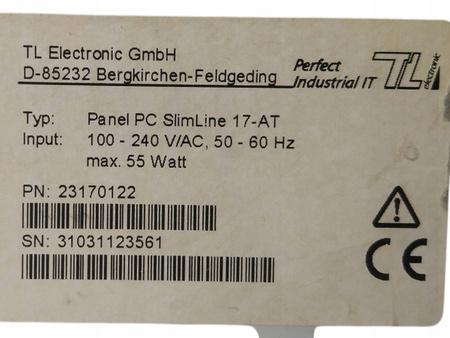 TL Electronic GmbH
D-85232 Bergkirchen-Feldgeding
Perfect
Industrial IT
TL electronic
Typ: Panel PC SlimLine 17-AT
Input: 100 - 240 V/AC, 50 - 60 Hz
max. 55 Watt
PN: 23170122
SN: 31031123561
CE